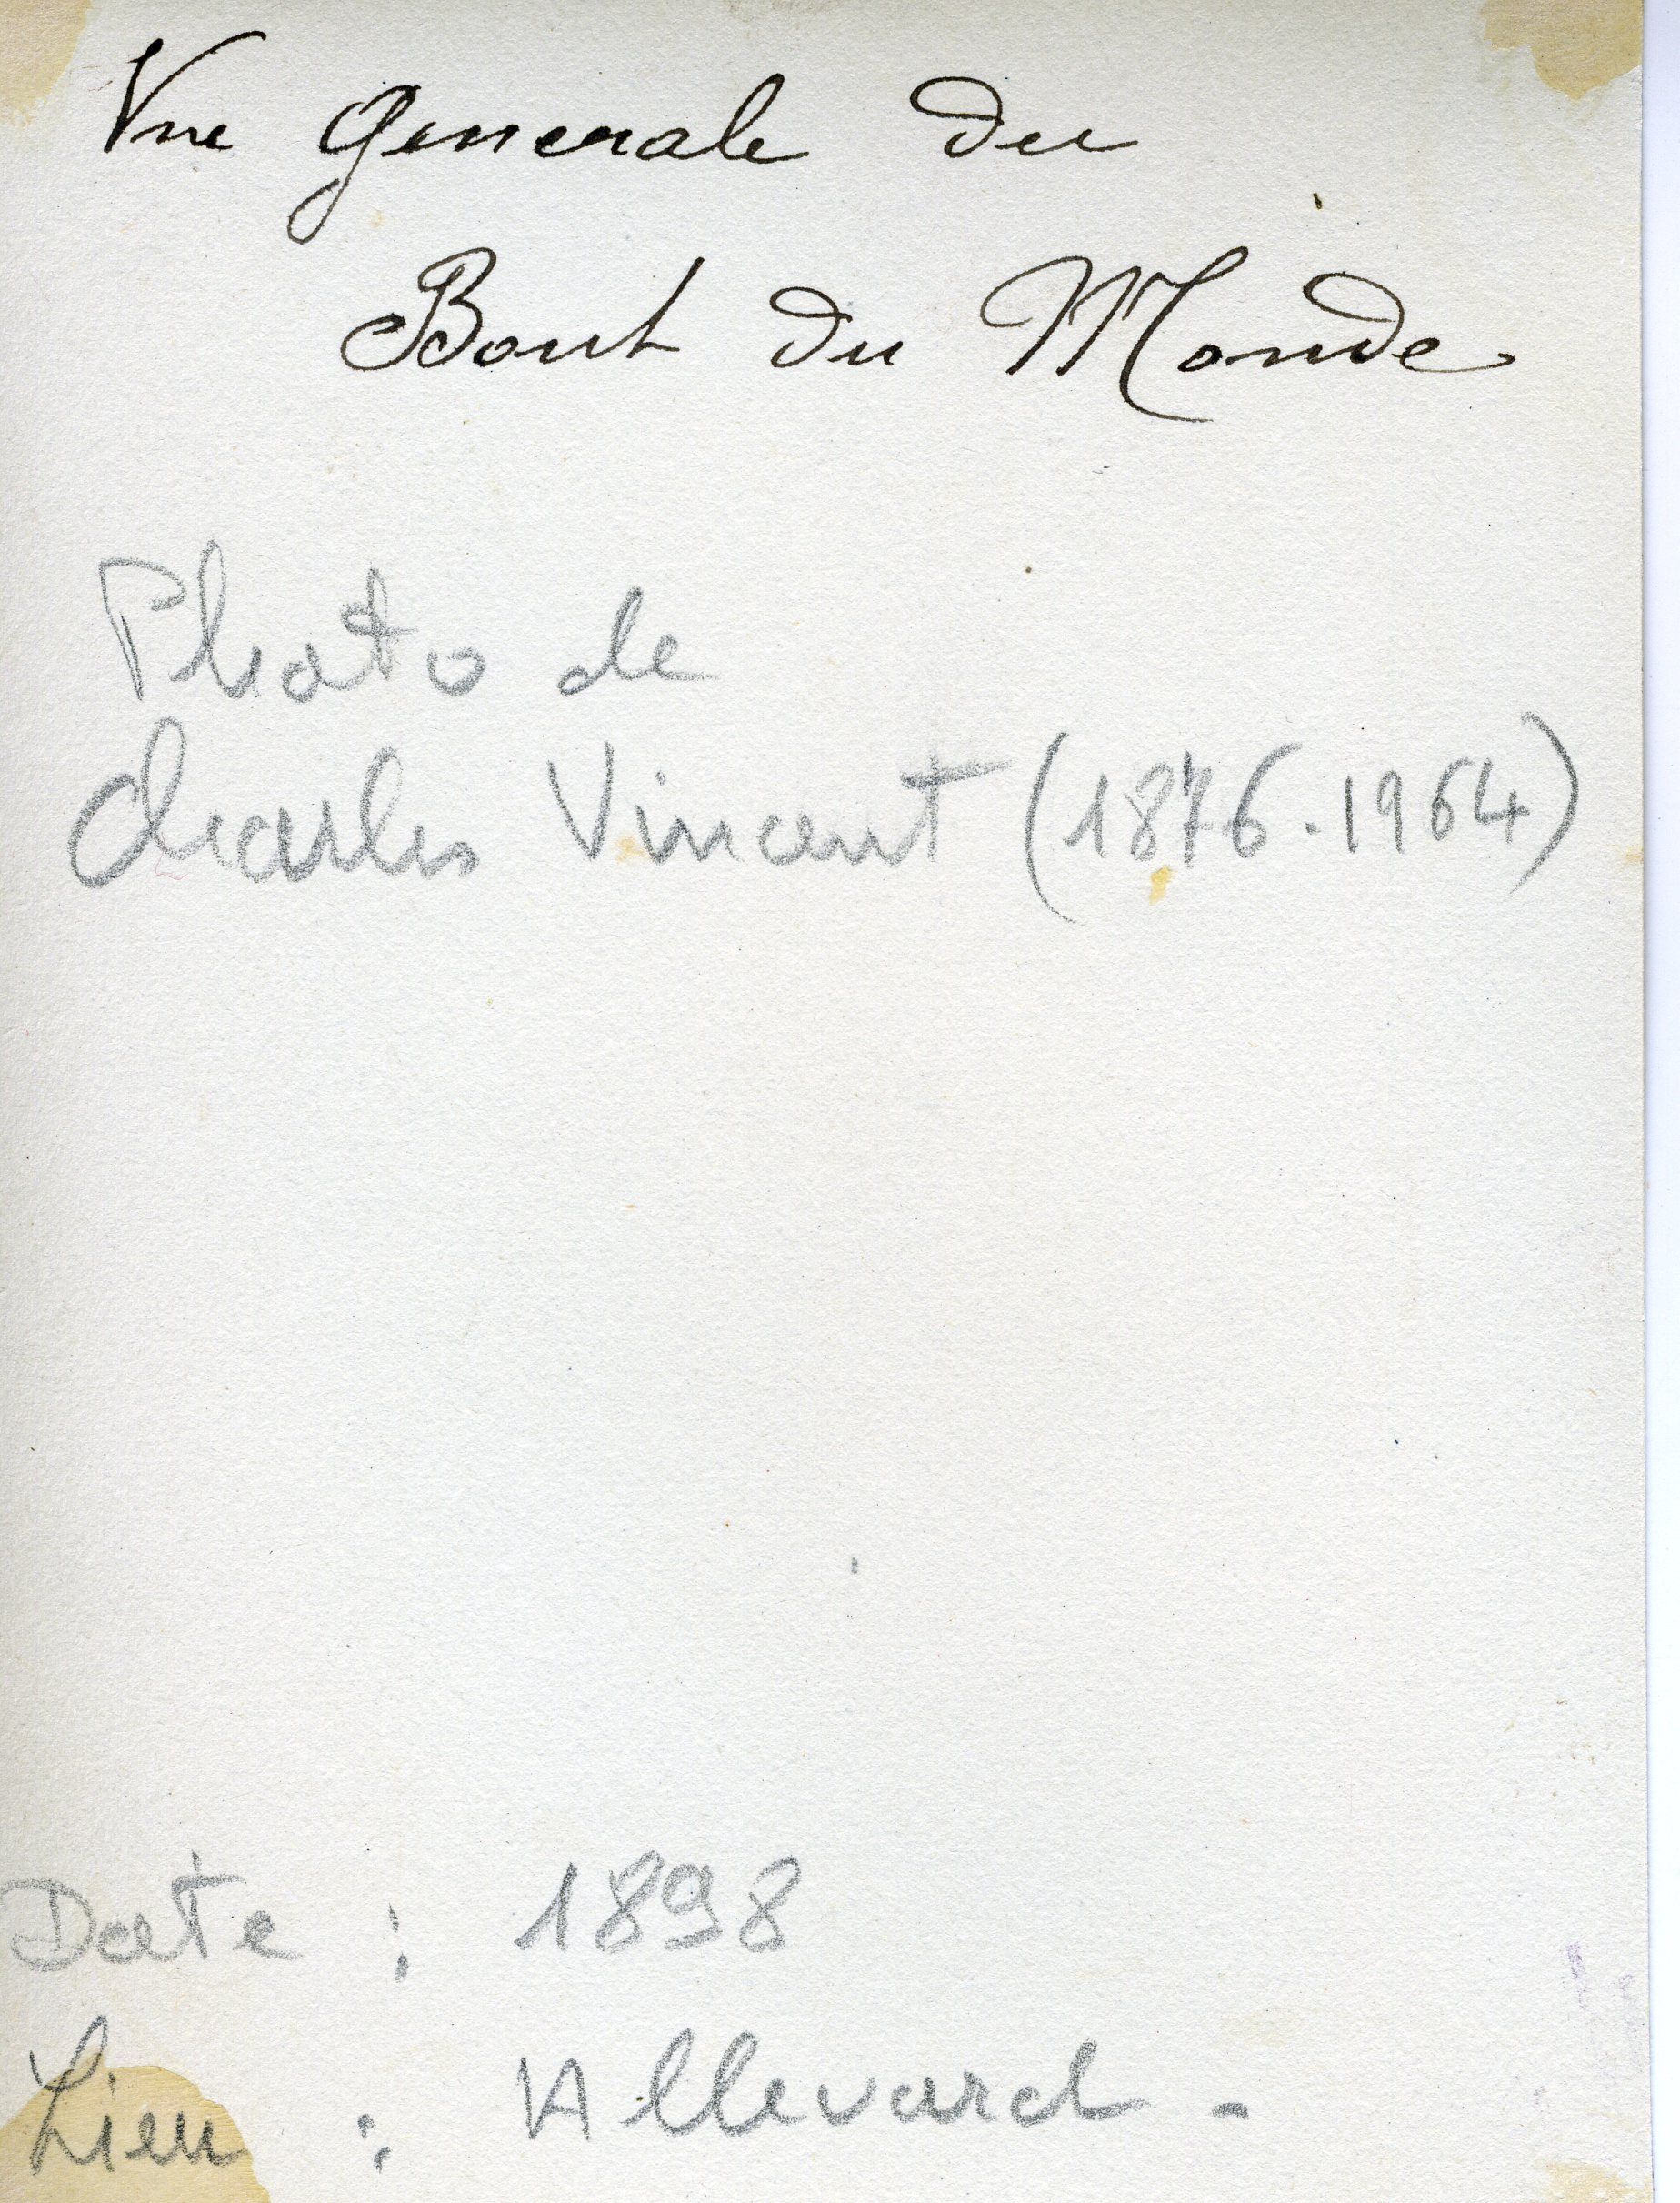 Vue Generale du
Bout du Monde
Photo de
Charles Vincent (1876.1964)
Date : 1898
Lieu : Allevard -